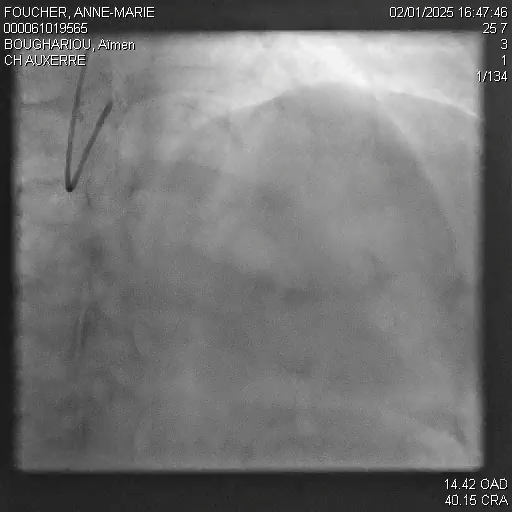 FOUCHER, ANNE-MARIE
000061019565
BOUGHARIOU, Aïmen
CH AUXERRE
02/01/2025 16:47:46
25 7
3
1
1/134
14.42 OAD
40.15 CRA